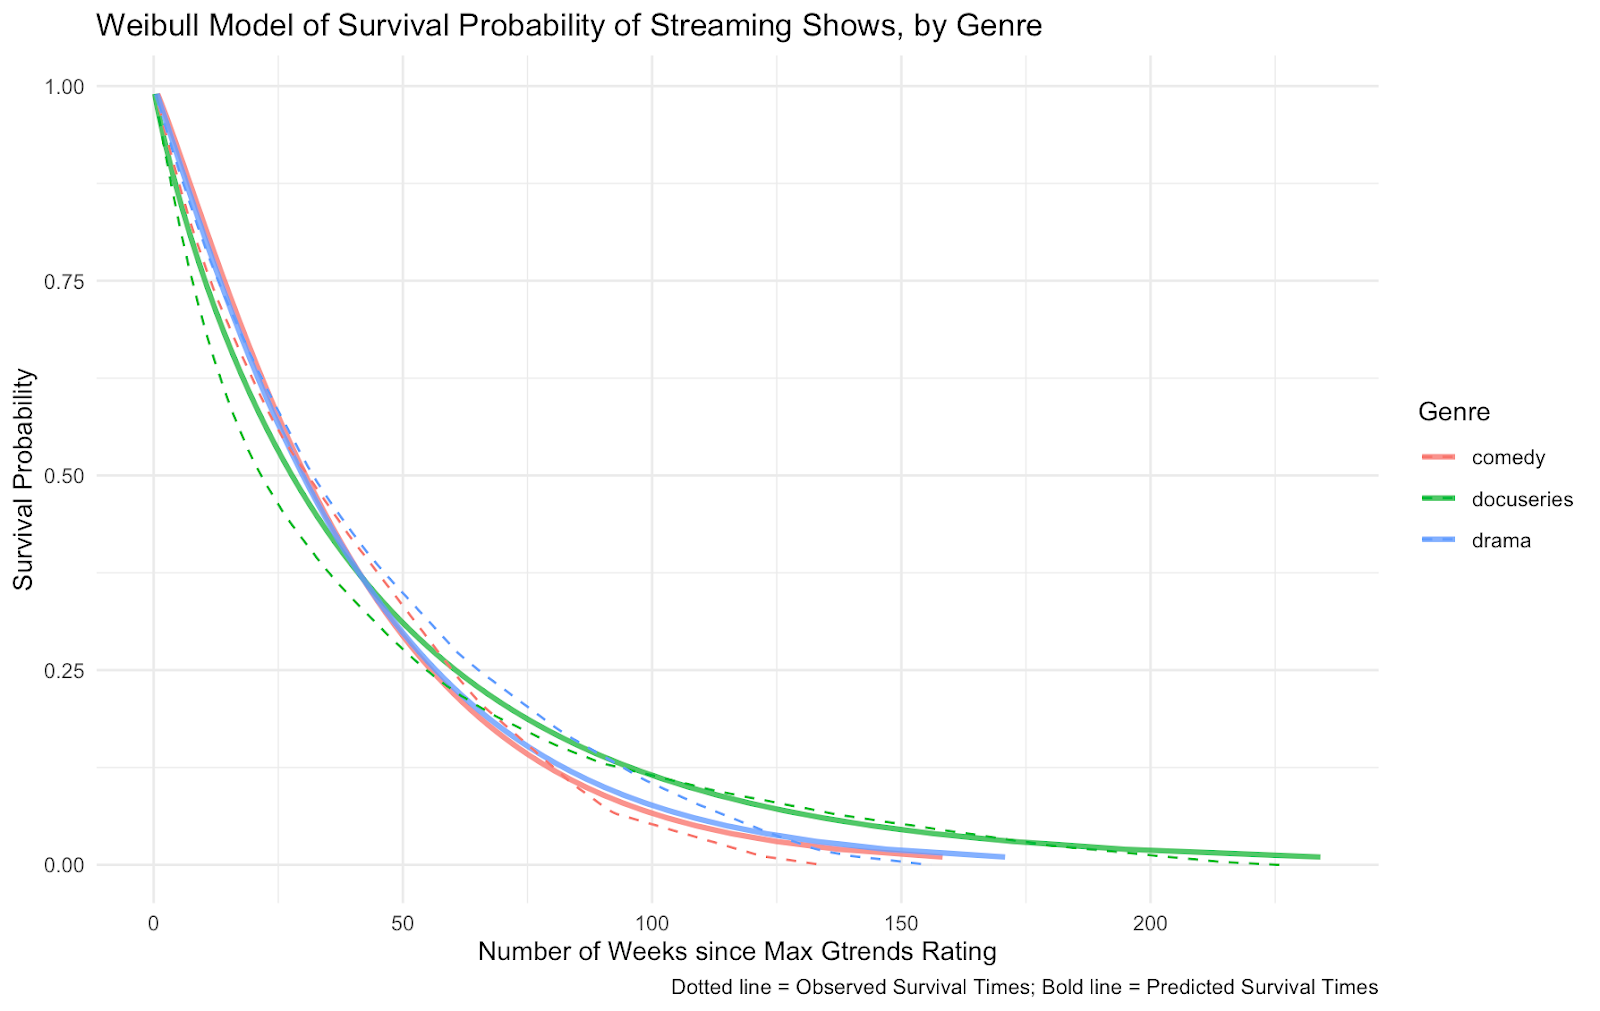 Weibull Model of Survival Probability of Streaming Shows, by Genre
1.00
0.75
0.50
0.25
0.00
Survival Probability
0 50 100 150 200
Number of Weeks since Max Gtrends Rating
Dotted line = Observed Survival Times; Bold line = Predicted Survival Times
Genre
comedy
docuseries
drama